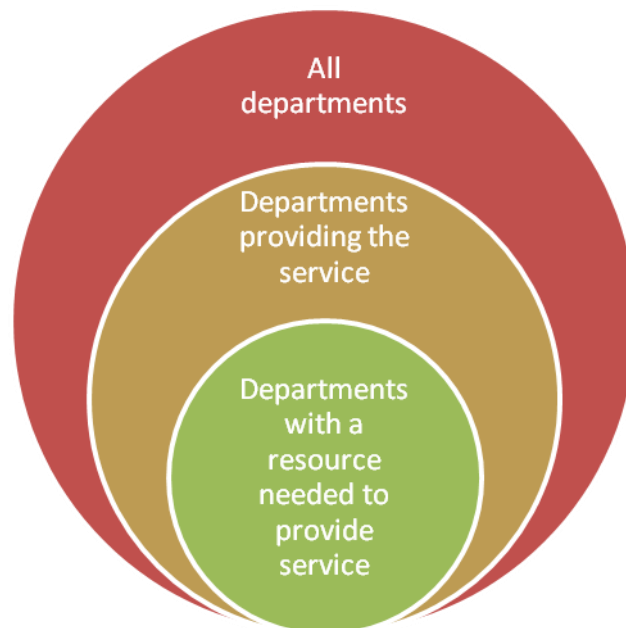 All
departments
Departments
providing the
service
Departments
with a
resource
needed to
provide
service